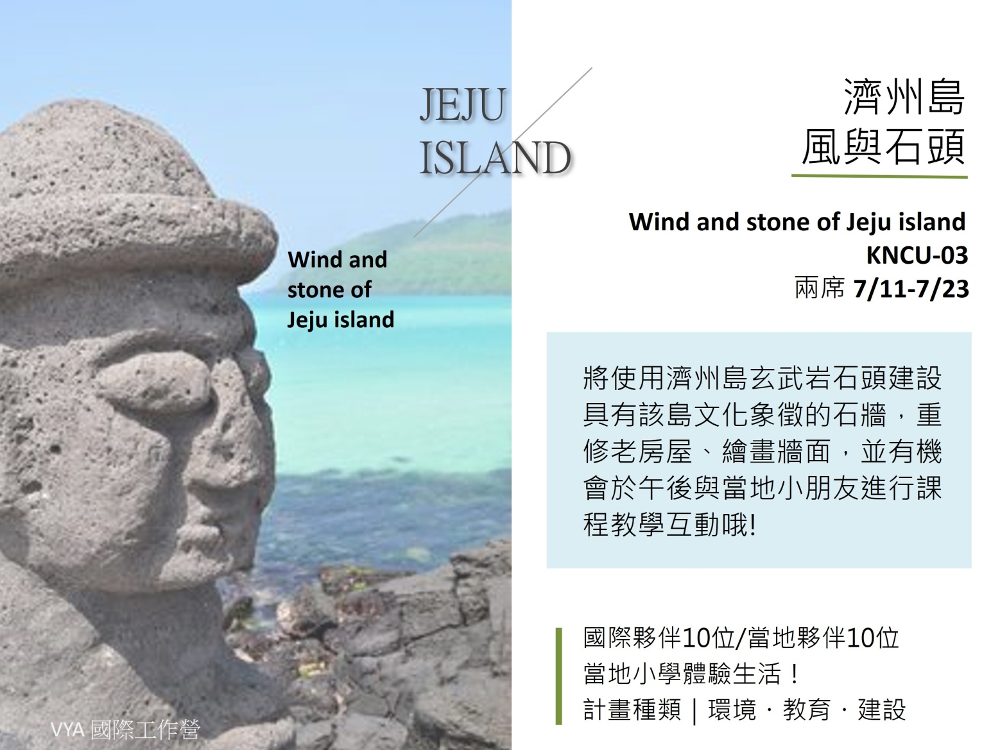 JEJU
ISLAND
Wind and
stone of
Jeju island
濟州島
風與石頭
Wind and stone of Jeju island
KNCU-03
兩席 7/11-7/23
將使用濟州島玄武岩石頭建設
具有該島文化象徵的石牆，重
修老房屋、繪畫牆面，並有機
會於午後與當地小朋友進行課
程教學互動哦!
國際夥伴10位/當地夥伴10位
當地小學體驗生活！
計畫種類 | 環境．教育．建設
VYA 國際工作營